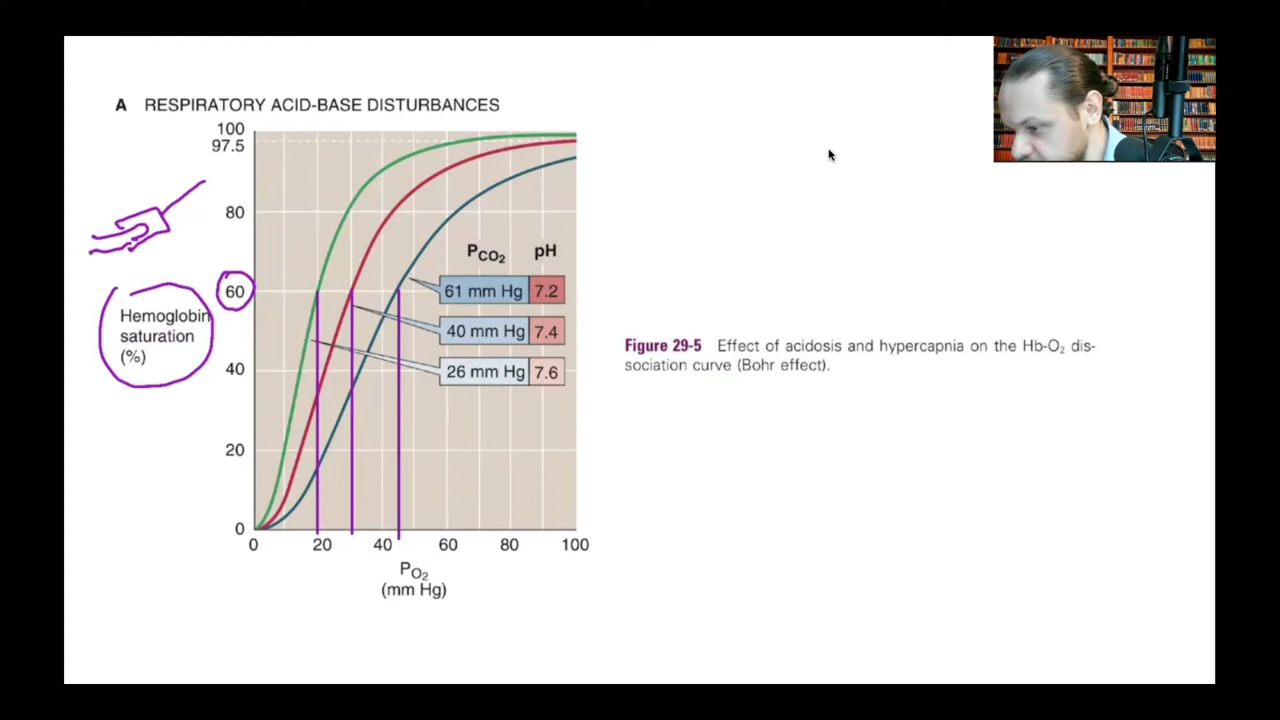 A RESPIRATORY ACID-BASE DISTURBANCES
100
97.5
80
60
40
20
0
Hemoglobin
saturation
(%)
PCO2 pH
61 mm Hg 7.2
40 mm Hg 7.4
26 mm Hg 7.6
0 20 40 60 80 100
PO2
(mm Hg)
Figure 29-5 Effect of acidosis and hypercapnia on the Hb-O2 dis-
sociation curve (Bohr effect).